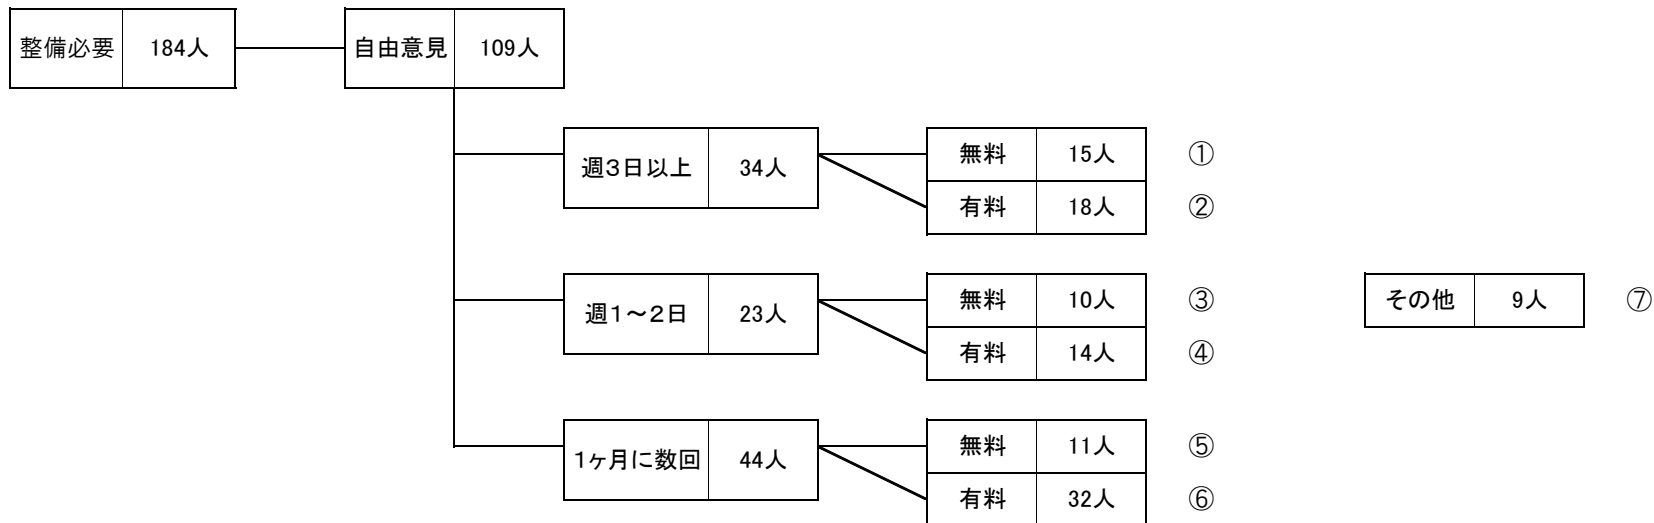 整備必要 184人 自由意見 109人
週3日以上 34人 無料 15人 ①
有料 18人 ②
週1～2日 23人 無料 10人 ③ その他 9人 ⑦
有料 14人 ④
1ヶ月に数回 44人 無料 11人 ⑤
有料 32人 ⑥